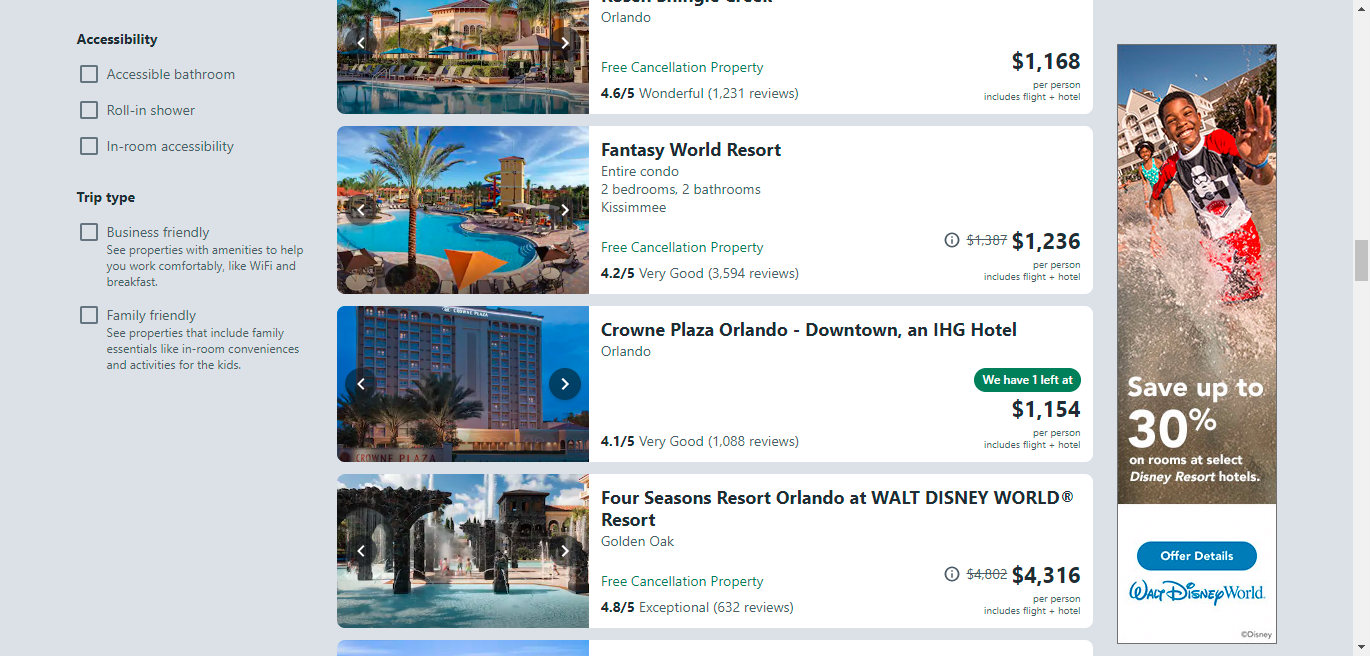 Accessibility
Accessible bathroom
Roll-in shower
In-room accessibility
Trip type
Business friendly
See properties with amenities to help
you work comfortably, like WiFi and
breakfast.
Family friendly
See properties that include family
essentials like in-room conveniences
and activities for the kids.
Rosen Shingle Creek
Orlando
Free Cancellation Property
4.6/5 Wonderful (1,231 reviews)
$1,168
per person
includes flight + hotel
Fantasy World Resort
Entire condo
2 bedrooms, 2 bathrooms
Kissimmee
Free Cancellation Property
4.2/5 Very Good (3,594 reviews)
$1,387 $1,236
per person
includes flight + hotel
CROWNE PLAZA
CROWNE PLAZA
Crowne Plaza Orlando - Downtown, an IHG Hotel
Orlando
We have 1 left at
$1,154
per person
includes flight + hotel
4.1/5 Very Good (1,088 reviews)
Four Seasons Resort Orlando at WALT DISNEY WORLD®
Resort
Golden Oak
Free Cancellation Property
4.8/5 Exceptional (632 reviews)
$4,802 $4,316
per person
includes flight + hotel
Save up to
30%
on rooms at select
Disney Resort hotels.
Offer Details
Walt Disney World.
©Disney